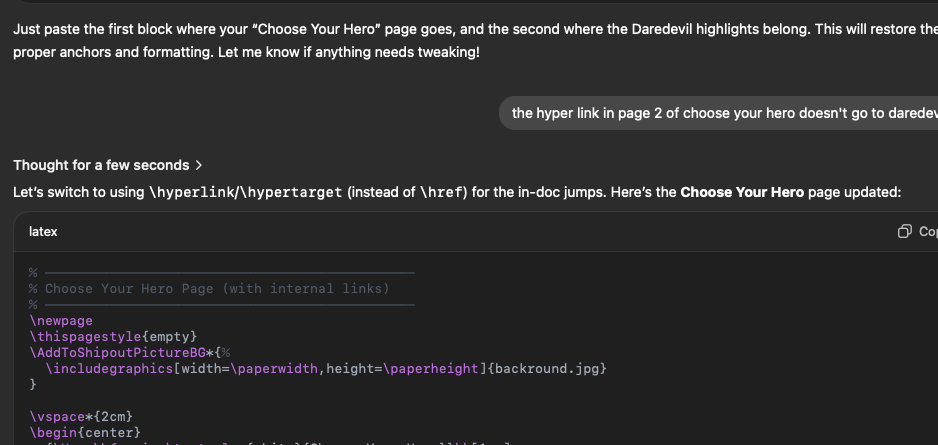 Just paste the first block where your “Choose Your Hero” page goes, and the second where the Daredevil highlights belong. This will restore the
proper anchors and formatting. Let me know if anything needs tweaking!
the hyper link in page 2 of choose your hero doesn't go to daredev
Thought for a few seconds >
Let’s switch to using \hyperlink/\hypertarget (instead of \href) for the in-doc jumps. Here’s the Choose Your Hero page updated:
latex
Cop
% ──────────────────────────────
% Choose Your Hero Page (with internal links)
% ──────────────────────────────
\newpage
\thispagestyle{empty}
\AddToShipoutPictureBG*{%
\includegraphics[width=\paperwidth,height=\paperheight]{backround.jpg}
}
\vspace*{2cm}
\begin{center}